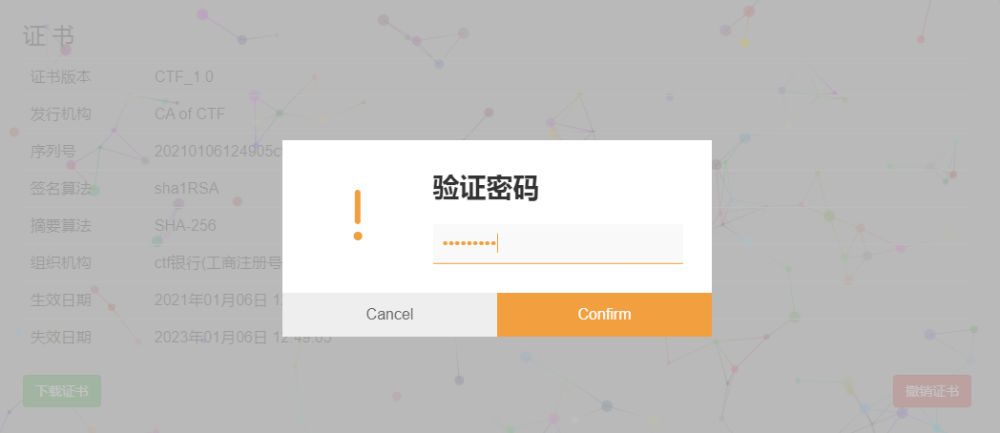 证 书
证书版本 CTF_1.0
发行机构 CA of CTF
序列号 20210106124905c
签名算法 sha1RSA
摘要算法 SHA-256
组织机构 ctf银行(工商注册号
生效日期 2021年01月06日
失效日期 2023年01月06日 12:49:05
验证密码
•••••••••
Cancel Confirm
下载证书 撤销证书